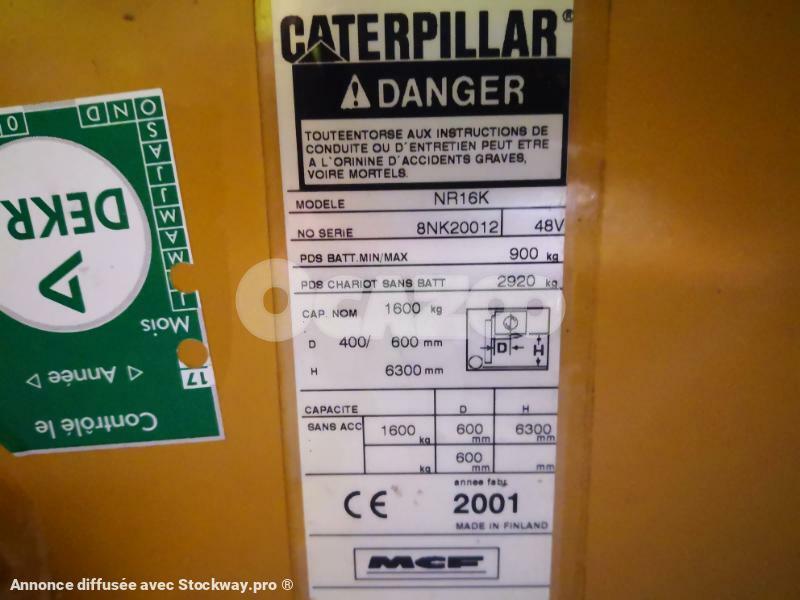 CATERPILLAR®
DANGER
TOUTEENTORSE AUX INSTRUCTIONS DE
CONDUITE OU D'ENTRETIEN PEUT ETRE
A L'ORININE D'ACCIDENTS GRAVES,
VOIRE MORTELS.
MODELE NR16K
NO SERIE 8NK20012 48V
PDS BATT.MIN/MAX 900 kg
PDS CHARIOT SANS BATT 2920 kg
CAP. NOM 1600 kg
D 400/ 600 mm
H 6300 mm
D H
CAPACITE D H
SANS ACC 1600 kg 600 mm 6300 mm
kg 600 mm mm
annee faby.
CE 2001
MADE IN FINLAND
MCF
Contrôlé le
Année
17
Mois
J
M
A
M
J
J
A
S
O N D
0
DEKR
OCAZOO
Annonce diffusée avec Stockway.pro ®